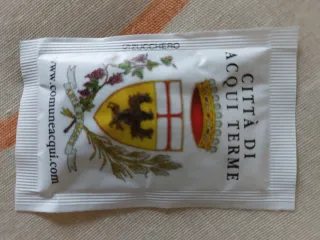 ZUCCHERO
CITTÀ DI
ACQUI TERME
www.comuneacqui.com